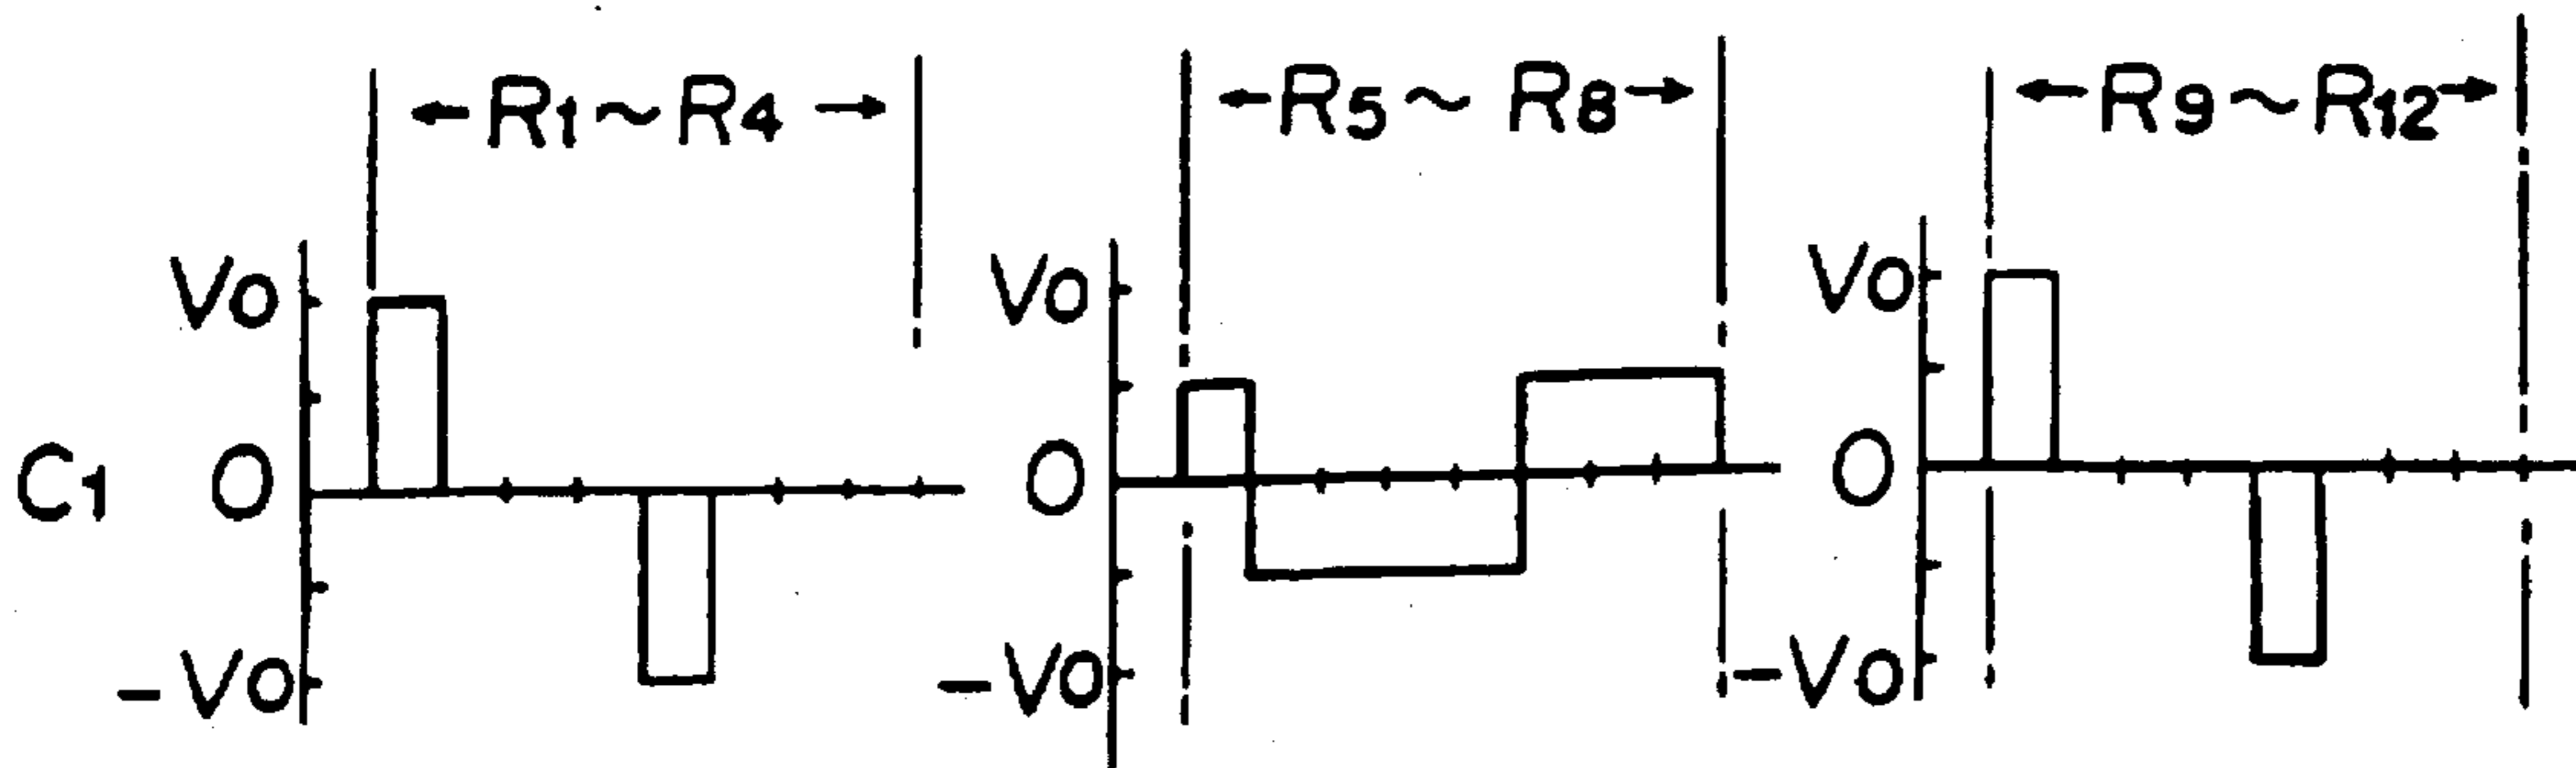 ←R1~R4→ ←R5~R8→ ←R9~R12→
Vo Vo Vo
C1 O O O
-Vo -Vo -Vo